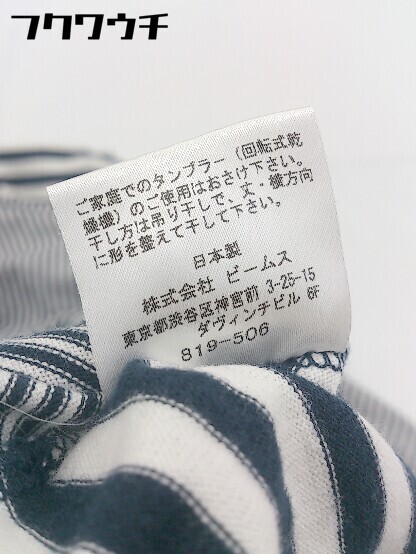 フクワウチ
ご家庭でのタンブラー（回転式乾
燥機）のご使用はおさけ下さい。
干し方は吊り干しで、丈・横方向
に形を整えて干して下さい。
日本製
株式会社 ビームス
東京都渋谷区神宮前 3-25-15
ダヴィンチビル 6F
819-506